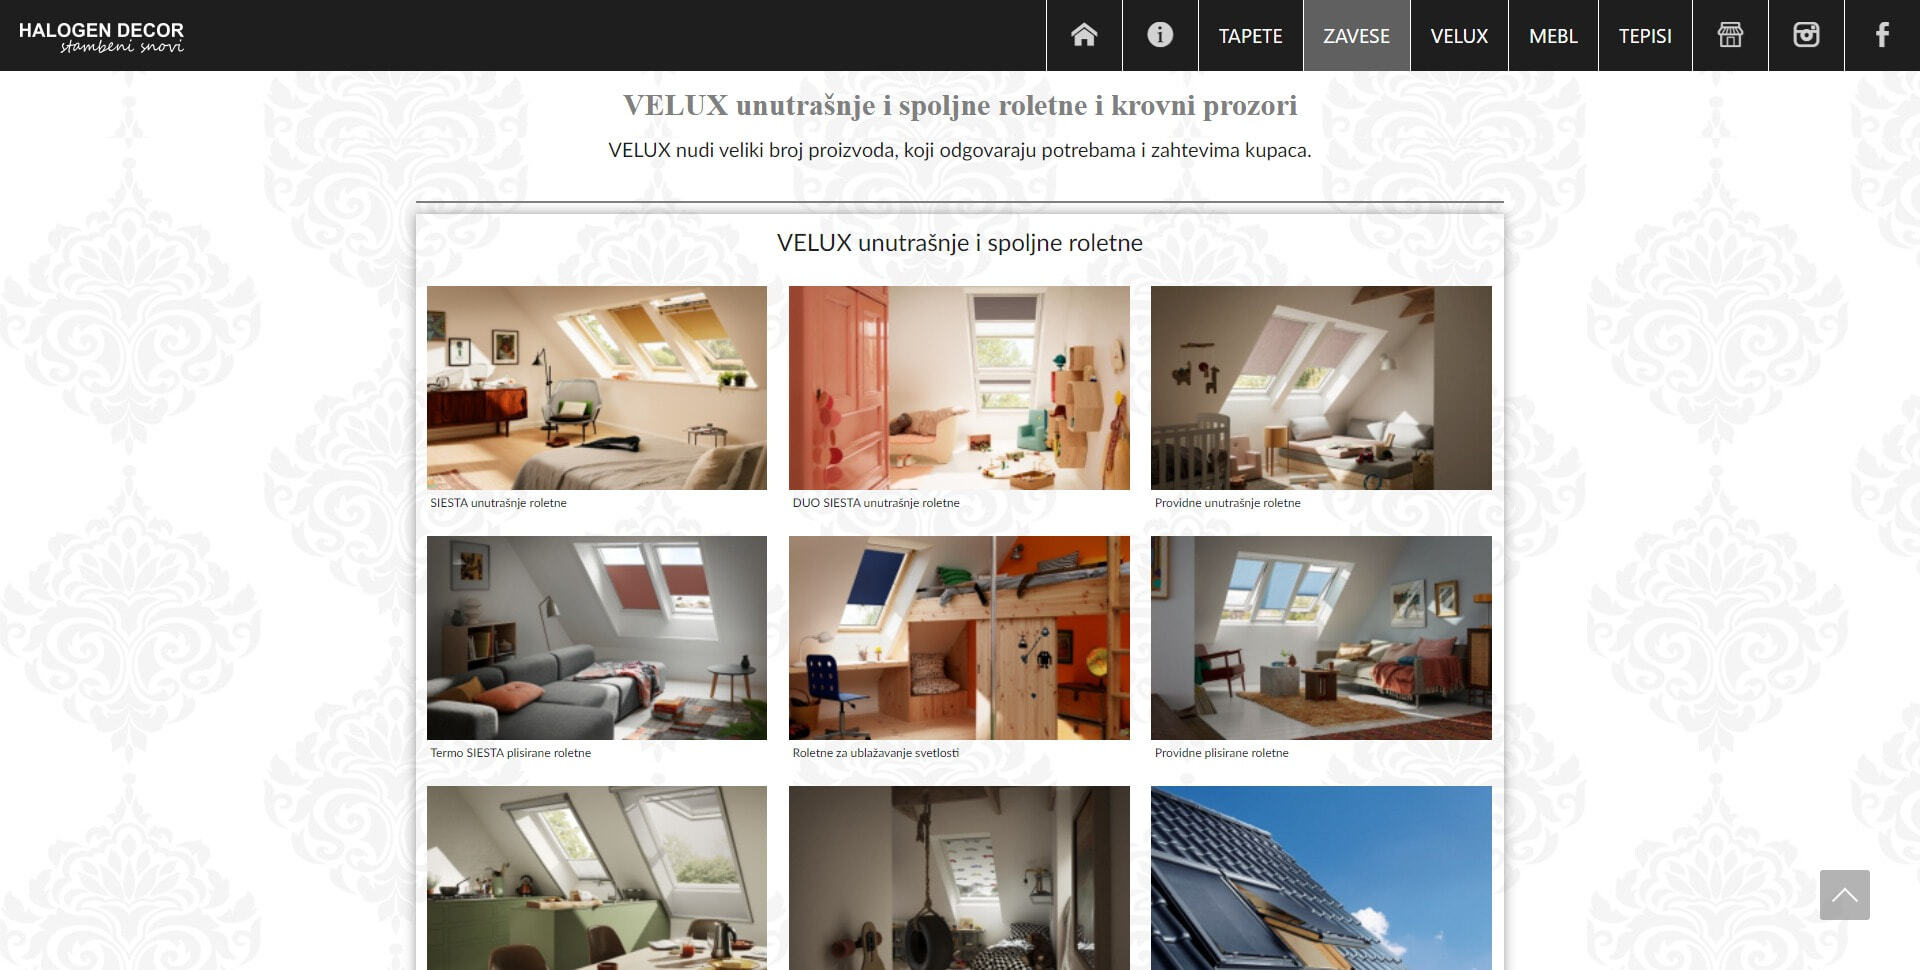 HALOGEN DECOR
stambeni snovi
TAPETE
ZAVESE
VELUX
MEBL
TEPISI
VELUX unutrašnje i spoljne roletne i krovni prozori
VELUX nudi veliki broj proizvoda, koji odgovaraju potrebama i zahtevima kupaca.
VELUX unutrašnje i spoljne roletne
SIESTA unutrašnje roletne
DUO SIESTA unutrašnje roletne
Providne unutrašnje roletne
Termo SIESTA plisirane roletne
Roletne za ublažavanje svetlosti
Providne plisirane roletne